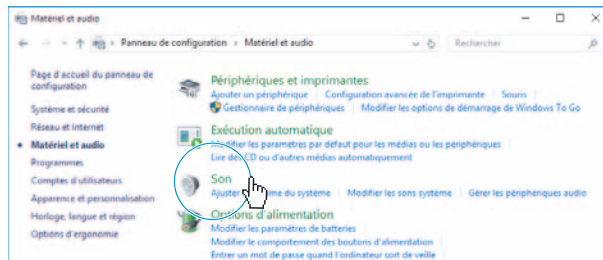 Matériel et audio
Panneau de configuration › Matériel et audio
Rechercher
Page d'accueil du panneau de
configuration
Système et sécurité
Réseau et Internet
Matériel et audio
Programmes
Comptes d'utilisateurs
Apparence et personnalisation
Horloge, langue et région
Options d'ergonomie
Périphériques et imprimantes
Ajouter un périphérique Configuration avancée de l'imprimante Souris
Gestionnaire de périphériques Modifier les options de démarrage de Windows To Go
Exécution automatique
Modifier les paramètres par défaut pour les médias ou les périphériques
Lire des CD ou d'autres médias automatiquement
Son
Ajuster du système Modifier les sons système Gérer les périphériques audio
Options d'alimentation
Modifier les paramètres de batteries
Modifier le comportement des boutons d'alimentation
Entrer un mot de passe quand l'ordinateur sort de veille